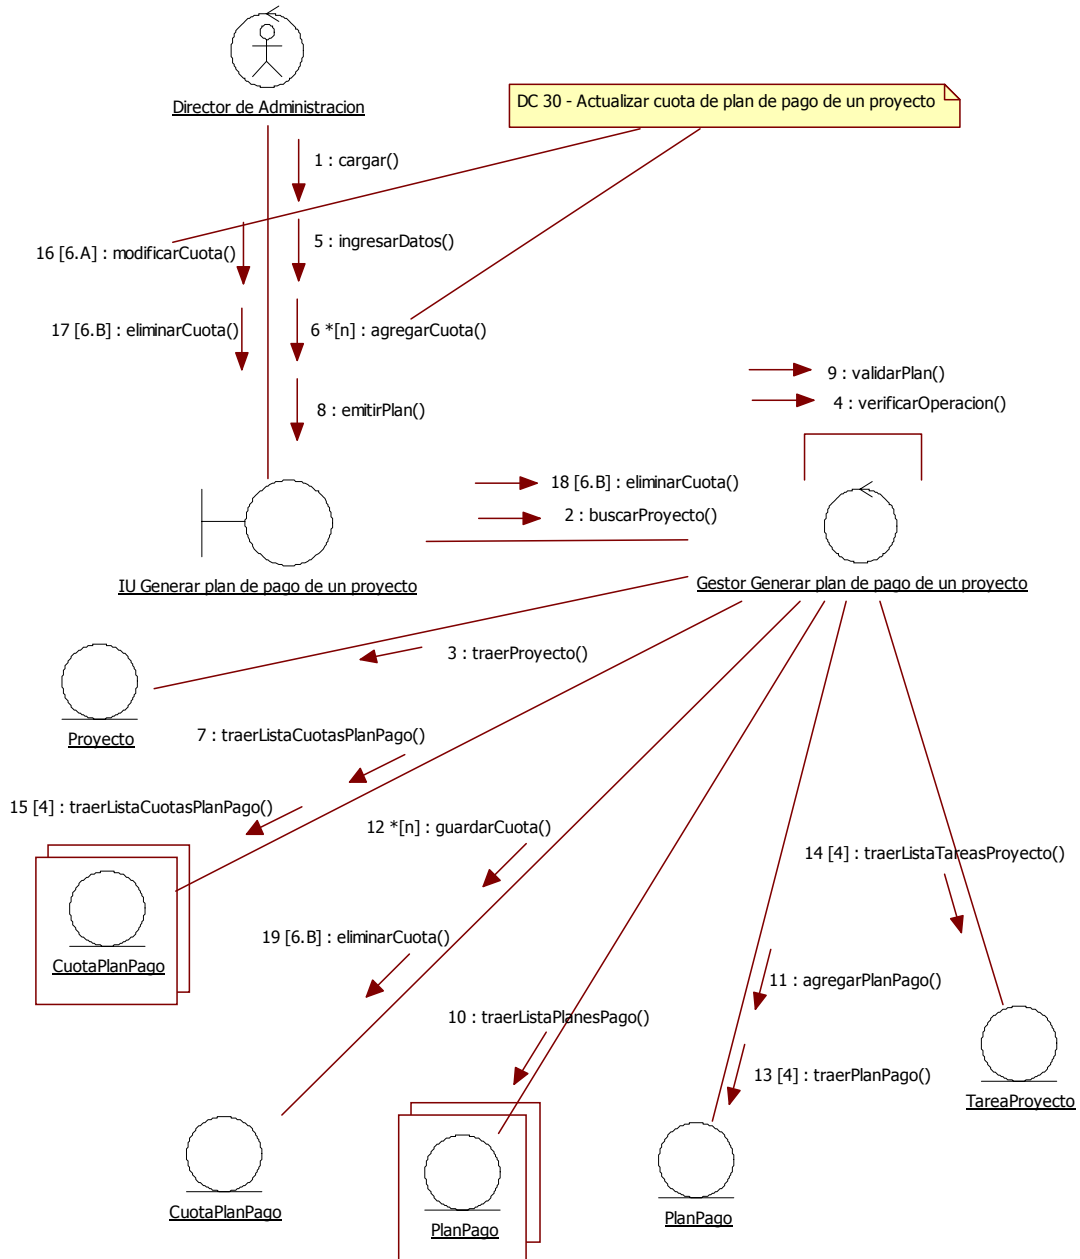 Director de Administracion
DC 30 - Actualizar cuota de plan de pago de un proyecto
1 : cargar()
16 [6.A] : modificarCuota()
5 : ingresarDatos()
17 [6.B] : eliminarCuota()
6 *[n] : agregarCuota()
9 : validarPlan()
8 : emitirPlan()
4 : verificarOperacion()
18 [6.B] : eliminarCuota()
2 : buscarProyecto()
IU Generar plan de pago de un proyecto
Gestor Generar plan de pago de un proyecto
3 : traerProyecto()
Proyecto
7 : traerListaCuotasPlanPago()
15 [4] : traerListaCuotasPlanPago()
12 *[n] : guardarCuota()
14 [4] : traerListaTareasProyecto()
19 [6.B] : eliminarCuota()
CuotaPlanPago
11 : agregarPlanPago()
10 : traerListaPlanesPago()
13 [4] : traerPlanPago()
TareaProyecto
CuotaPlanPago
PlanPago
PlanPago